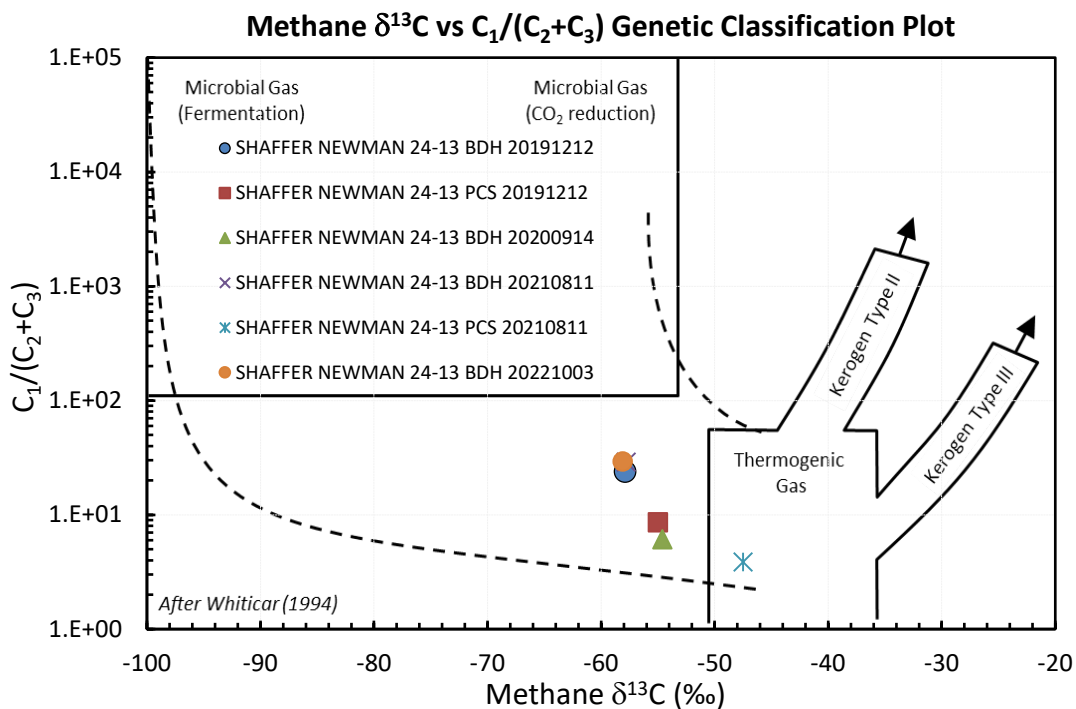 Methane δ¹³C vs C₁/(C₂+C₃) Genetic Classification Plot
1.E+05
1.E+04
1.E+03
1.E+02
1.E+01
1.E+00
C₁/(C₂+C₃)
Microbial Gas
(Fermentation)
Microbial Gas
(CO₂ reduction)
SHAFFER NEWMAN 24-13 BDH 20191212
SHAFFER NEWMAN 24-13 PCS 20191212
SHAFFER NEWMAN 24-13 BDH 20200914
SHAFFER NEWMAN 24-13 BDH 20210811
SHAFFER NEWMAN 24-13 PCS 20210811
SHAFFER NEWMAN 24-13 BDH 20221003
Kerogen Type II
Kerogen Type III
Thermogenic
Gas
After Whiticar (1994)
-100 -90 -80 -70 -60 -50 -40 -30 -20
Methane δ¹³C (‰)